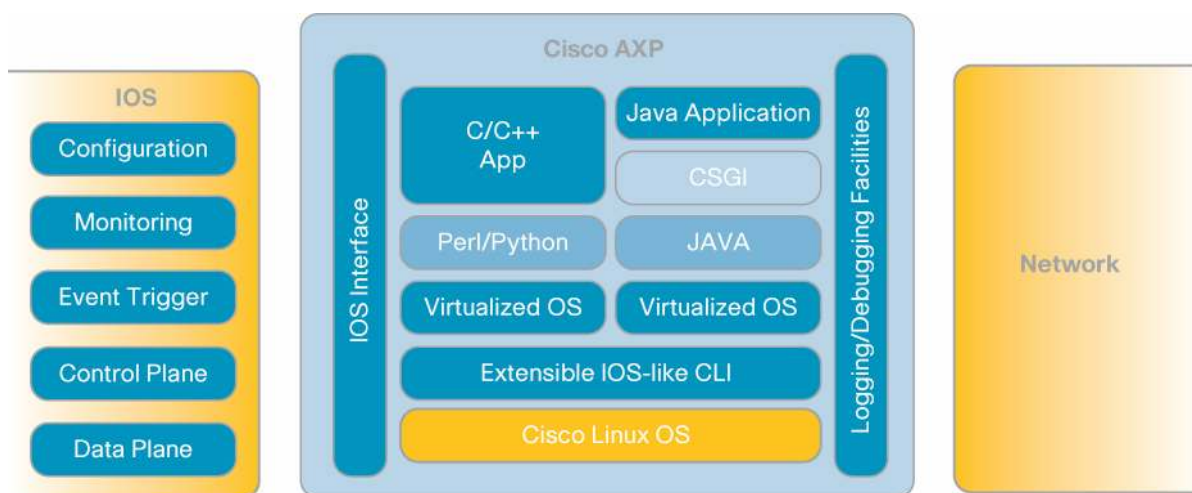 IOS
Configuration
Monitoring
Event Trigger
Control Plane
Data Plane
Cisco AXP
IOS Interface
C/C++
App
Java Application
CSGI
Perl/Python
JAVA
Virtualized OS
Virtualized OS
Extensible IOS-like CLI
Cisco Linux OS
Logging/Debugging Facilities
Network